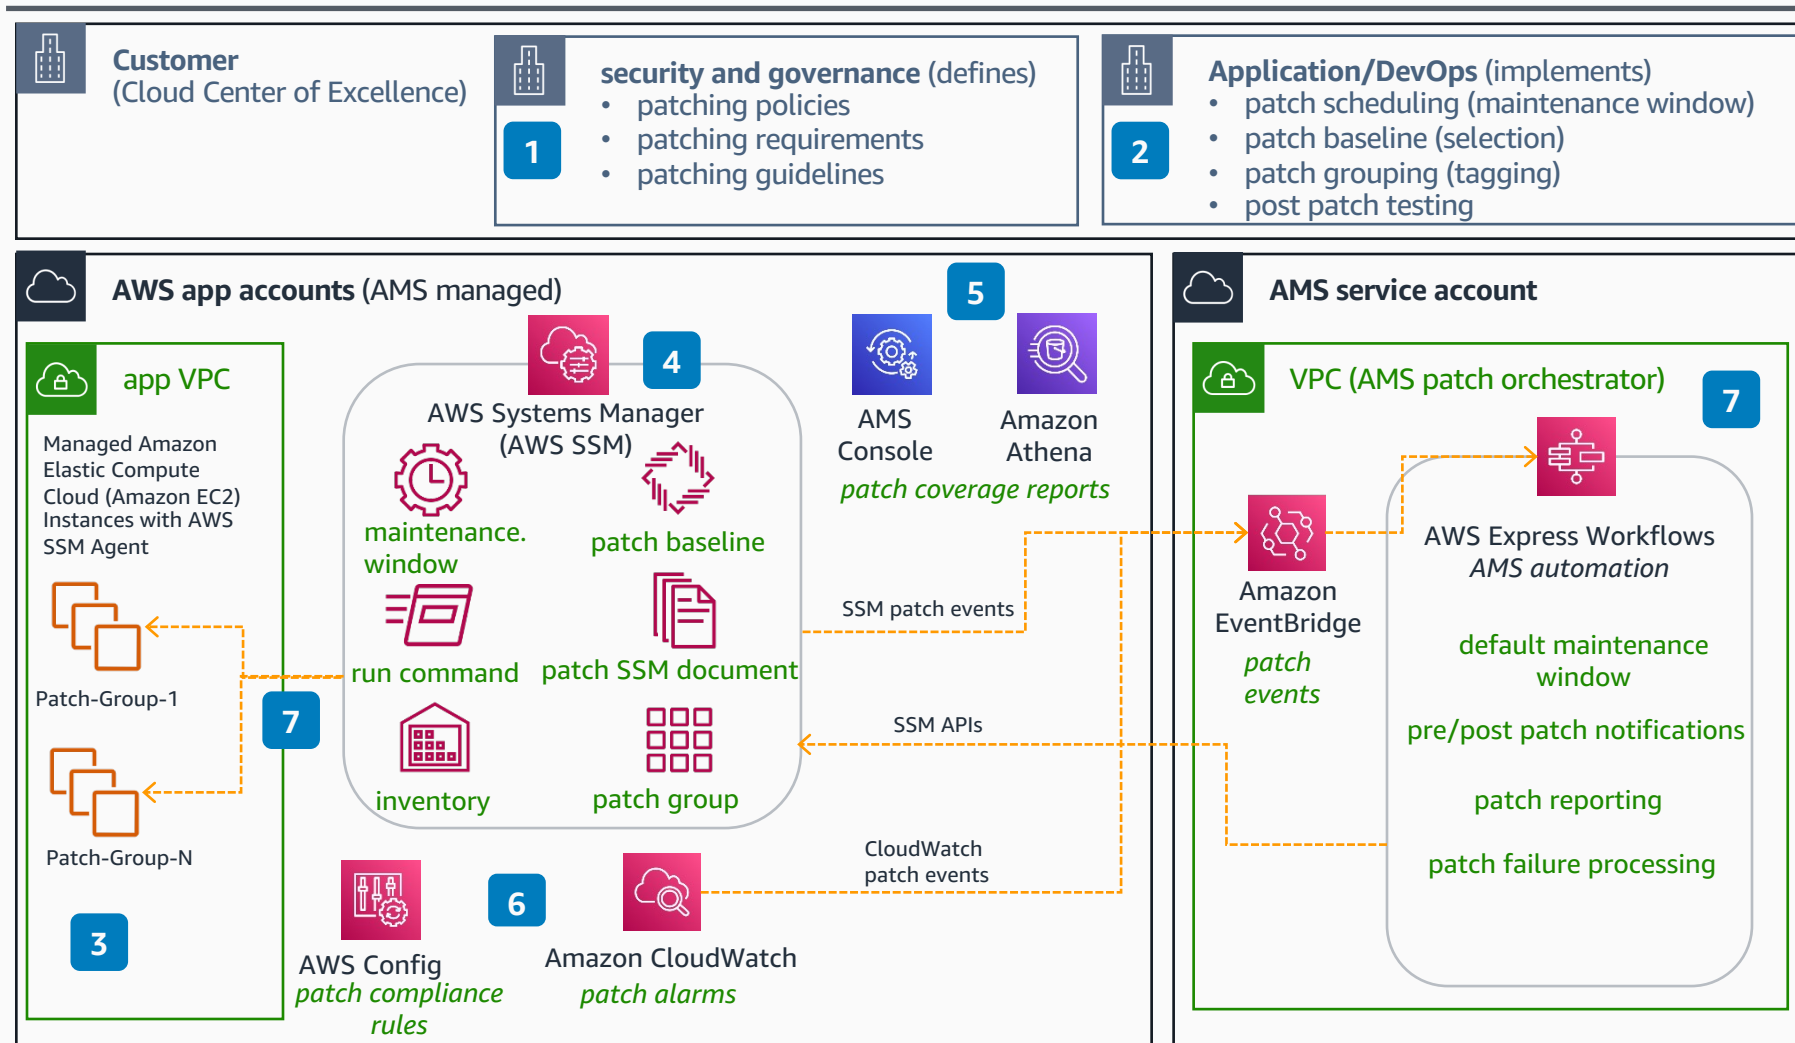 Customer
(Cloud Center of Excellence)
1
security and governance (defines)
• patching policies
• patching requirements
• patching guidelines
2
Application/DevOps (implements)
• patch scheduling (maintenance window)
• patch baseline (selection)
• patch grouping (tagging)
• post patch testing
AWS app accounts (AMS managed)
app VPC
Managed Amazon
Elastic Compute
Cloud (Amazon EC2)
Instances with AWS
SSM Agent
Patch-Group-1
Patch-Group-N
3
7
4
AWS Systems Manager
(AWS SSM)
maintenance.
window
patch baseline
run command
patch SSM document
inventory
patch group
5
AMS
Console
Amazon
Athena
patch coverage reports
SSM patch events
SSM APIs
CloudWatch
patch events
AWS Config
patch compliance
rules
6
Amazon CloudWatch
patch alarms
AMS service account
VPC (AMS patch orchestrator)
7
Amazon
EventBridge
patch
events
AWS Express Workflows
AMS automation
default maintenance
window
pre/post patch notifications
patch reporting
patch failure processing